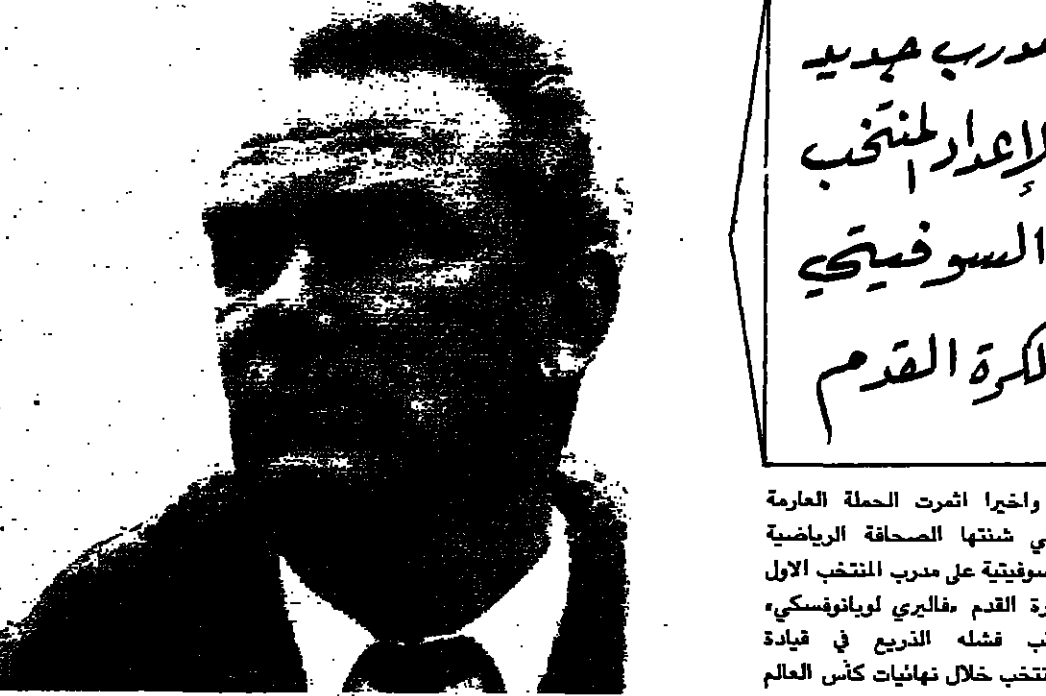 مدرب جديد
لإعداد المنتخب
السوفيتي
لكرة القدم
واخيرا اثمرت الحملة العارمة
شنتها الصحافة الرياضية
على مدرب المنتخب الاول
القدم «فاليري لوبانوفسكي»
فشله الذريع في قيادة
خلال نهائيات كأس العالم